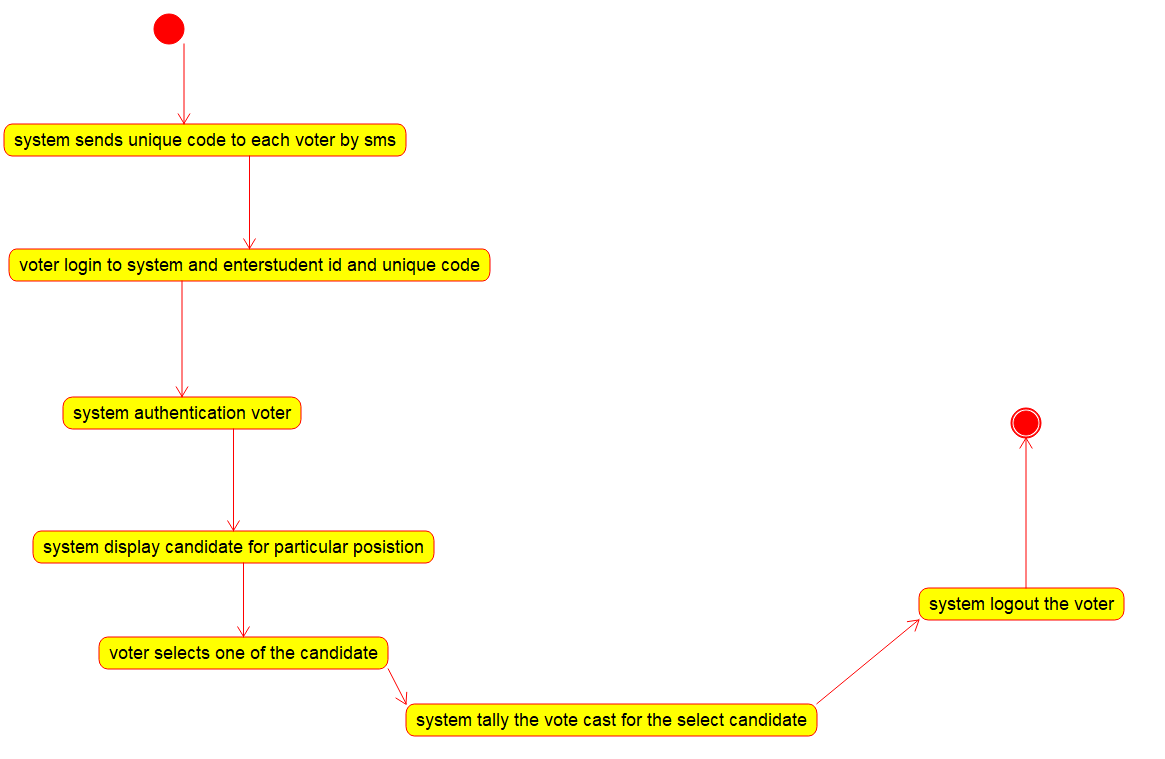 system sends unique code to each voter by sms
voter login to system and enterstudent id and unique code
system authentication voter
system display candidate for particular posistion
voter selects one of the candidate
system tally the vote cast for the select candidate
system logout the voter